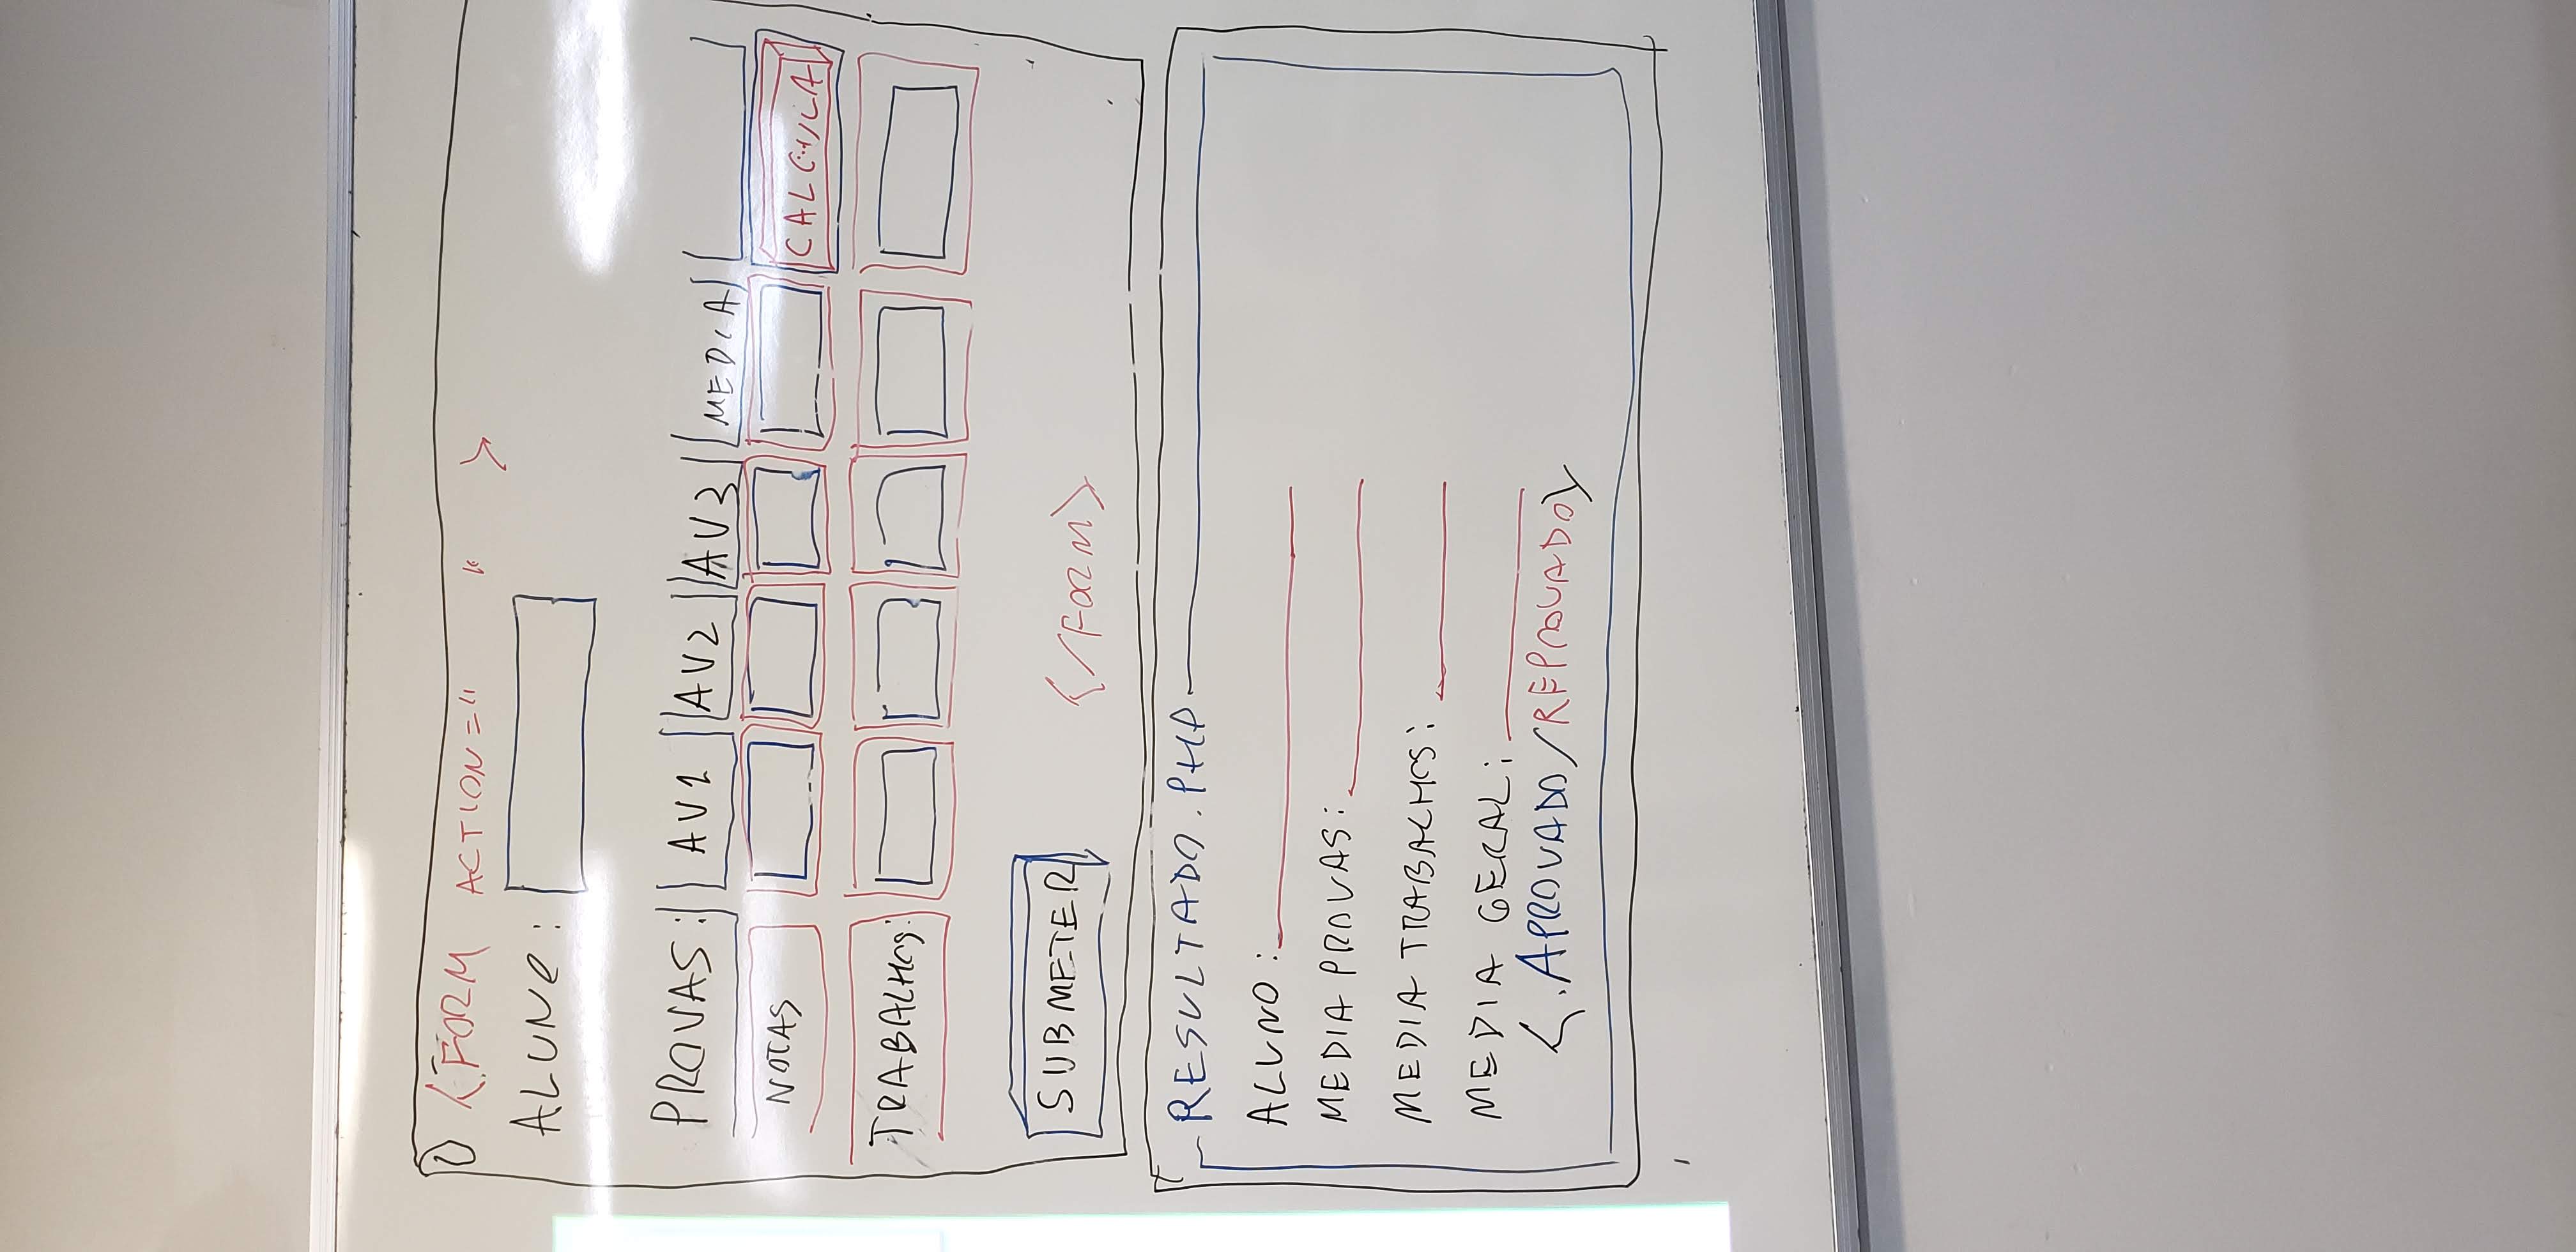 <FORM ACTION=" " >
ALUNO:
PROVAS: AV1 AV2 AV3 MEDIA
NOTAS CALCULA
TRABALHOS:
SUBMETER </FORM>
RESULTADO.PHP
ALUNO:
MEDIA PROVAS:
MEDIA TRABALHOS:
MEDIA GERAL:
<.APROVADO/REPROVADO>